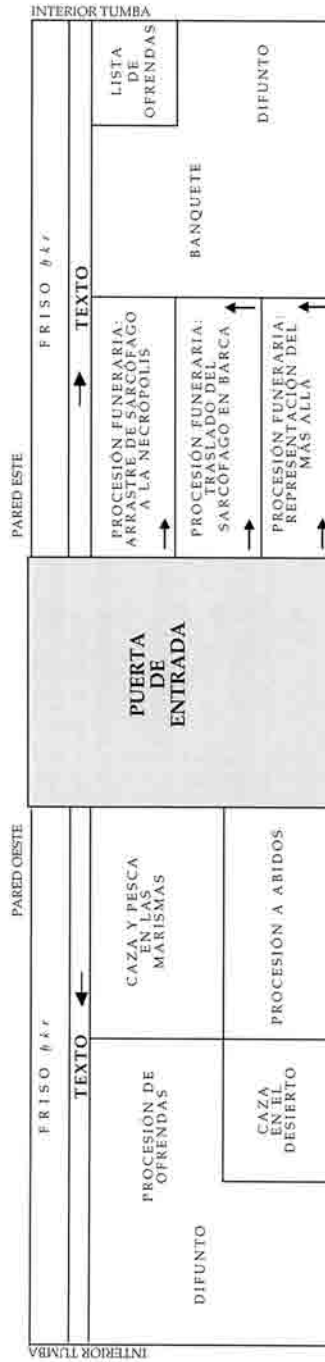 PARED OESTE
INTERIOR TUMBA
FRISO ḫkr
TEXTO
DIFUNTO
PROCESIÓN DE
OFRENDAS
CAZA Y PESCA
EN LAS
MARISMAS
CAZA
EN EL
DESIERTO
PROCESIÓN A ABIDOS
PUERTA
DE
ENTRADA
PARED ESTE
INTERIOR TUMBA
FRISO ḫkr
TEXTO
PROCESIÓN FUNERARIA:
ARRASTRE DE SARCÓFAGO
A LA NECRÓPOLIS
PROCESIÓN FUNERARIA:
TRASLADO DEL
SARCÓFAGO EN BARCA
PROCESIÓN FUNERARIA:
REPRESENTACIÓN DEL
MÁS ALLÁ
BANQUETE
LISTA
DE
OFRENDAS
DIFUNTO